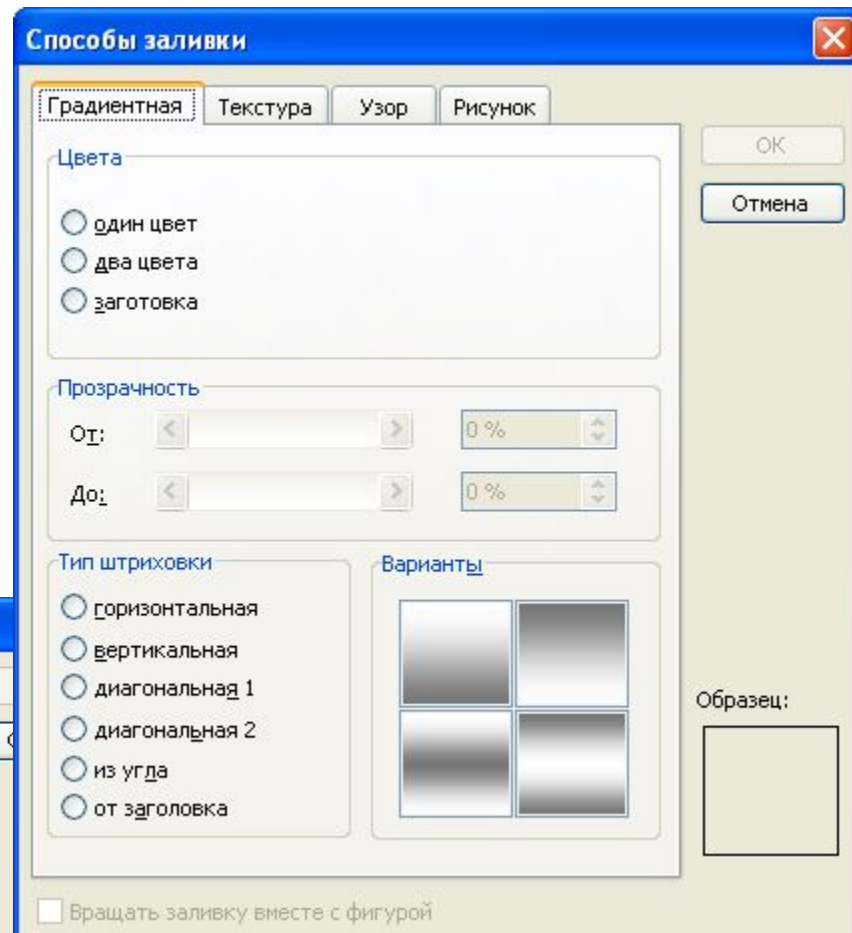 Способы заливки
Градиентная Текстура Узор Рисунок
ОК
Отмена
Цвета
один цвет
два цвета
заготовка
Прозрачность
От: 0 %
До: 0 %
Тип штриховки
горизонтальная
вертикальная
диагональная 1
диагональная 2
из угла
от заголовка
Варианты
Образец:
Вращать заливку вместе с фигурой